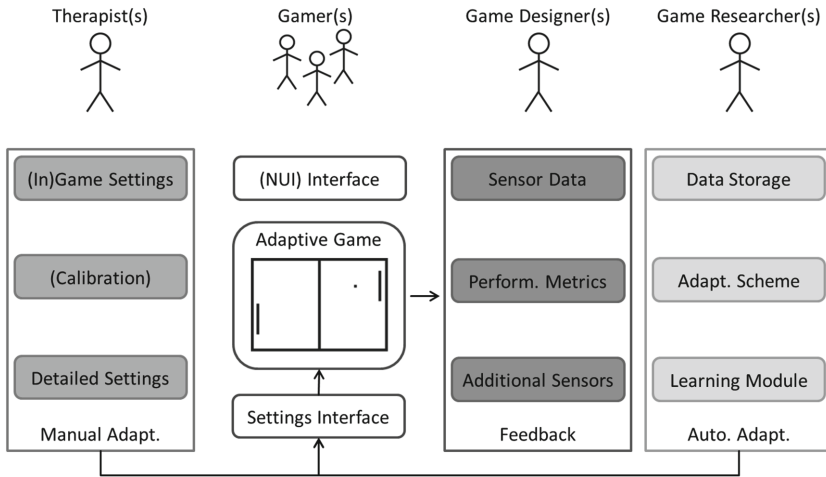 Therapist(s)
Gamer(s)
Game Designer(s)
Game Researcher(s)
(In)Game Settings
(Calibration)
Detailed Settings
Manual Adapt.
(NUI) Interface
Adaptive Game
Settings Interface
Sensor Data
Perform. Metrics
Additional Sensors
Feedback
Data Storage
Adapt. Scheme
Learning Module
Auto. Adapt.